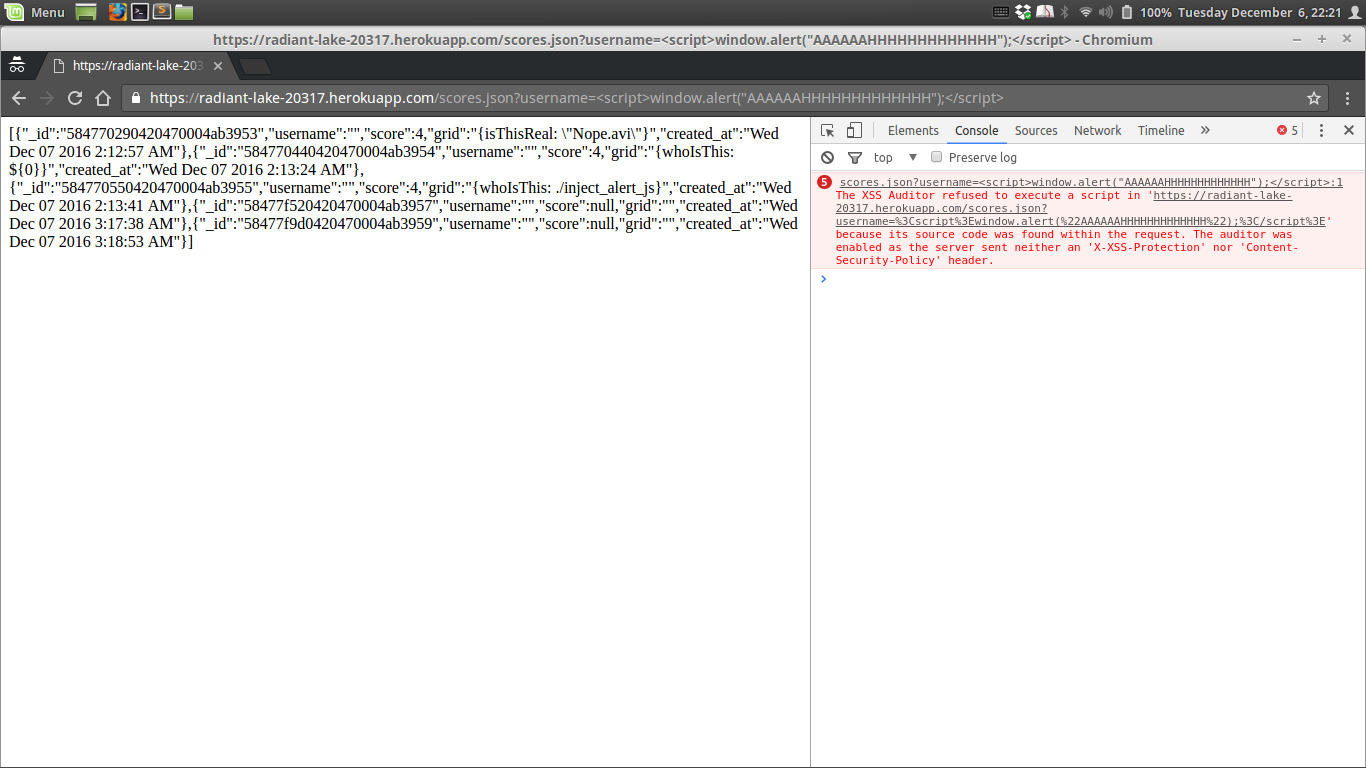 Menu
100% Tuesday December 6, 22:21
https://radiant-lake-20317.herokuapp.com/scores.json?username=<script>window.alert("AAAAAAHHHHHHHHHHHHH");</script> - Chromium
https://radiant-lake-203
https://radiant-lake-20317.herokuapp.com/scores.json?username=<script>window.alert("AAAAAAHHHHHHHHHHHHH");</script>
[{"_id":"584770290420470004ab3953","username":"","score":4,"grid":"{isThisReal: \"Nope.avi\"}","created_at":"Wed
Dec 07 2016 2:12:57 AM"},{"_id":"584770440420470004ab3954","username":"","score":4,"grid":"{whoIsThis:
${0}}","created_at":"Wed Dec 07 2016 2:13:24 AM"},
{"_id":"584770550420470004ab3955","username":"","score":4,"grid":"{whoIsThis: ./inject_alert_js}","created_at":"Wed
Dec 07 2016 2:13:41 AM"},{"_id":"58477f520420470004ab3957","username":"","score":null,"grid":"","created_at":"Wed
Dec 07 2016 3:17:38 AM"},{"_id":"58477f9d0420470004ab3959","username":"","score":null,"grid":"","created_at":"Wed
Dec 07 2016 3:18:53 AM"}]
Elements Console Sources Network Timeline » 5
top Preserve log
5 scores.json?username=<script>window.alert("AAAAAAHHHHHHHHHHHHH");</script>:1
The XSS Auditor refused to execute a script in 'https://radiant-lake-
20317.herokuapp.com/scores.json?
username=%3Cscript%3Ewindow.alert(%22AAAAAAHHHHHHHHHHHHH%22);%3C/script%3E'
because its source code was found within the request. The auditor was
enabled as the server sent neither an 'X-XSS-Protection' nor 'Content-
Security-Policy' header.